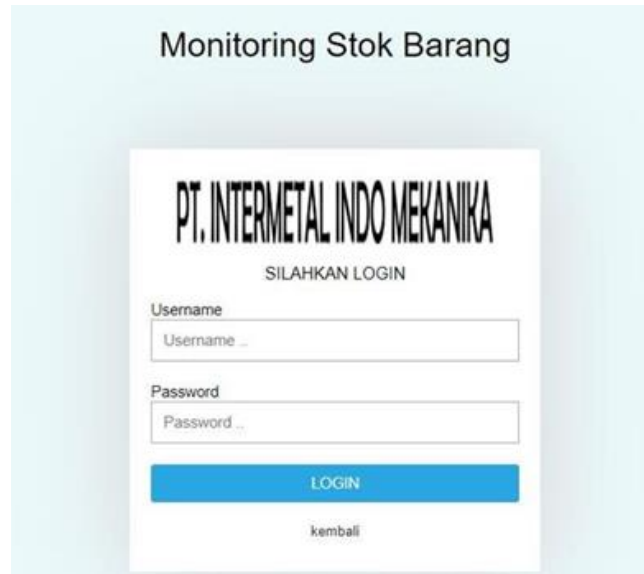 Monitoring Stok Barang
PT. INTERMETAL INDO MEKANIKA
SILAHKAN LOGIN
Username
Username ..
Password
Password ..
LOGIN
kembali